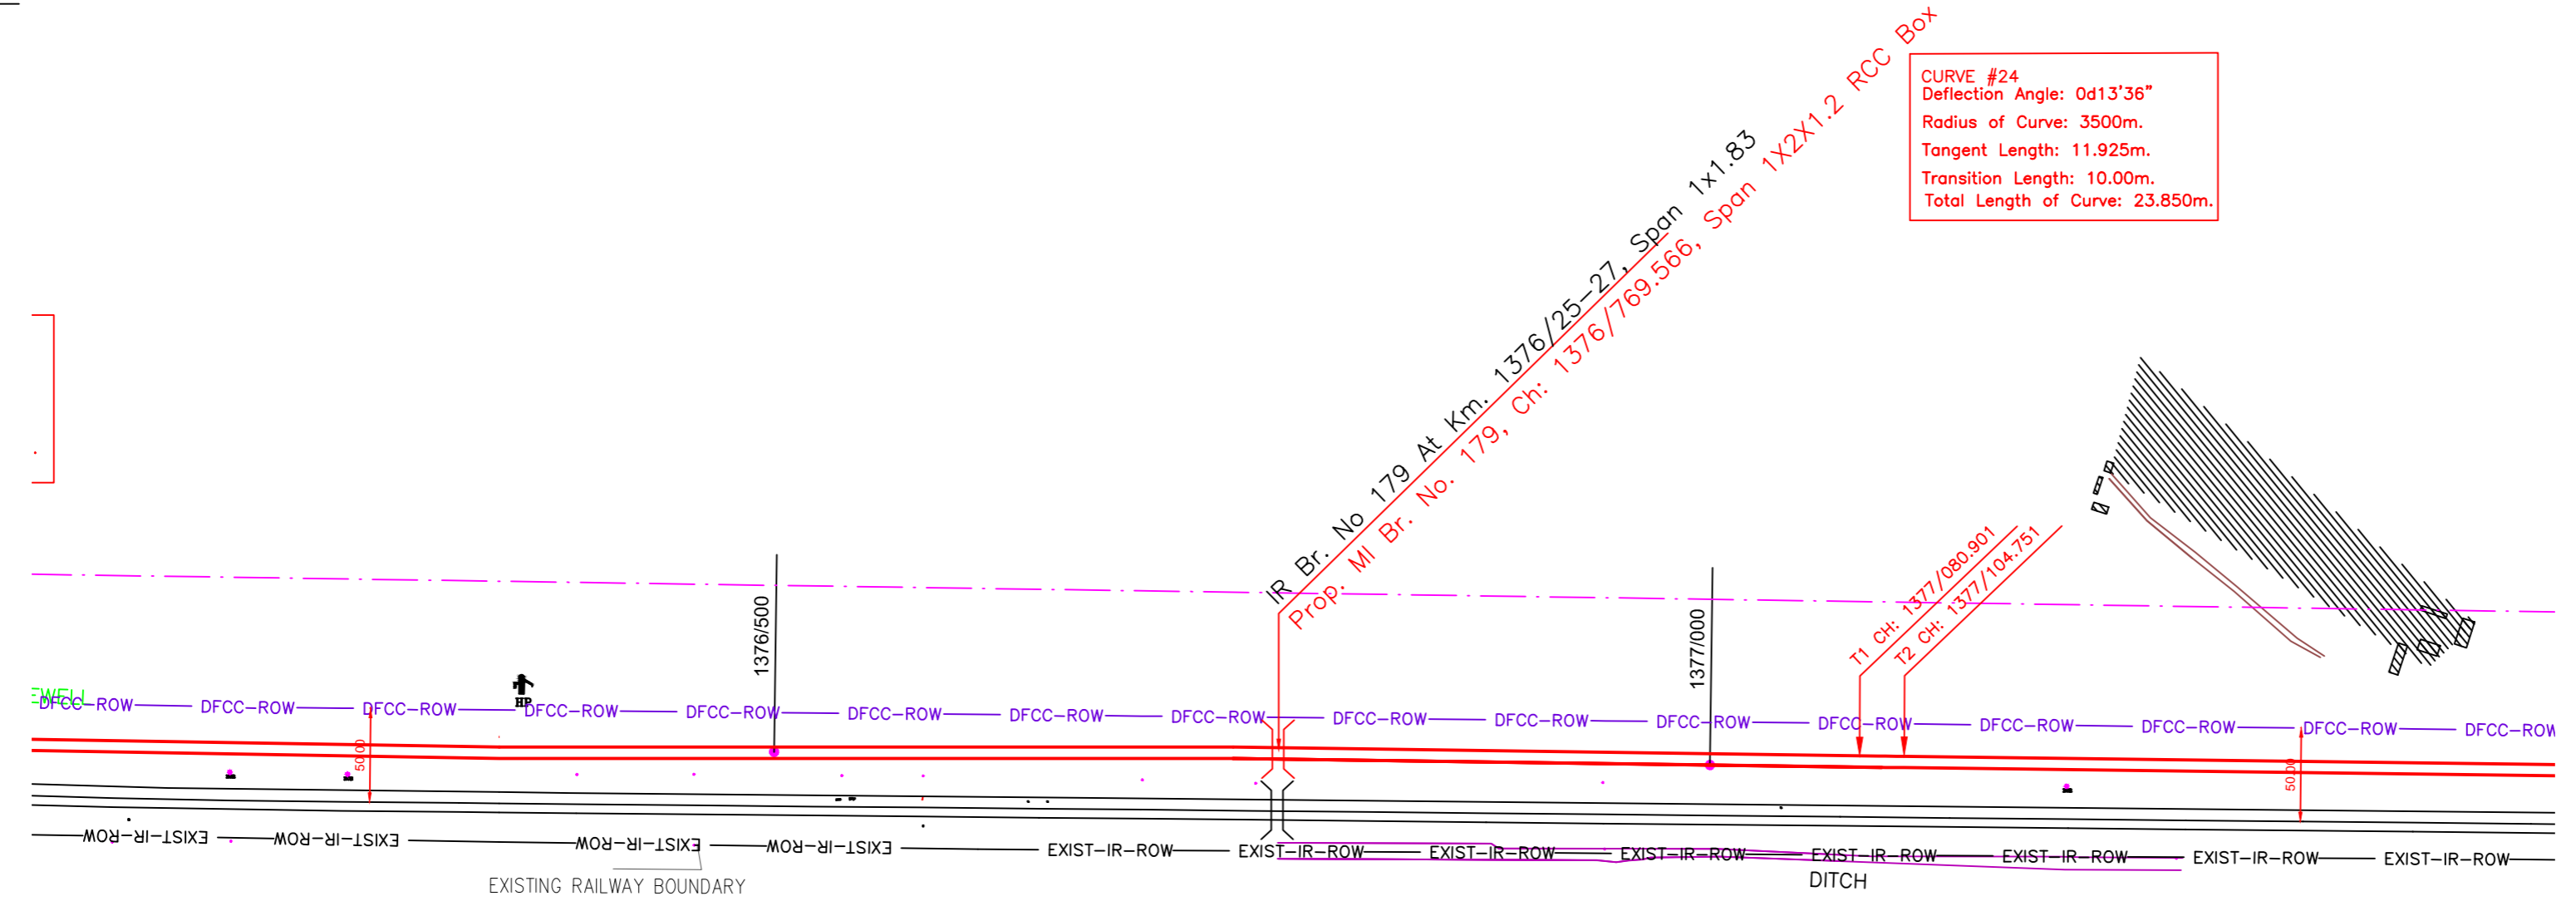 CURVE #24
Deflection Angle: 0d13'36"
Radius of Curve: 3500m.
Tangent Length: 11.925m.
Transition Length: 10.00m.
Total Length of Curve: 23.850m.
IR Br. No 179 At Km. 1376/25-27, Span 1x1.83
Prop. MI Br. No. 179, Ch: 1376/769.566, Span 1X2X1.2 RCC Box
T1 CH: 1377/080.901
T2 CH: 1377/104.751
1376/500
1377/000
EWELL
HP
DFCC-ROW DFCC-ROW DFCC-ROW DFCC-ROW DFCC-ROW DFCC-ROW DFCC-ROW DFCC-ROW DFCC-ROW DFCC-ROW DFCC-ROW DFCC-ROW DFCC-ROW DFCC-ROW DFCC-ROW DFCC-ROW
50.00
50.00
EXIST-IR-ROW EXIST-IR-ROW EXIST-IR-ROW EXIST-IR-ROW EXIST-IR-ROW EXIST-IR-ROW EXIST-IR-ROW EXIST-IR-ROW EXIST-IR-ROW EXIST-IR-ROW EXIST-IR-ROW EXIST-IR-ROW
EXISTING RAILWAY BOUNDARY
DITCH